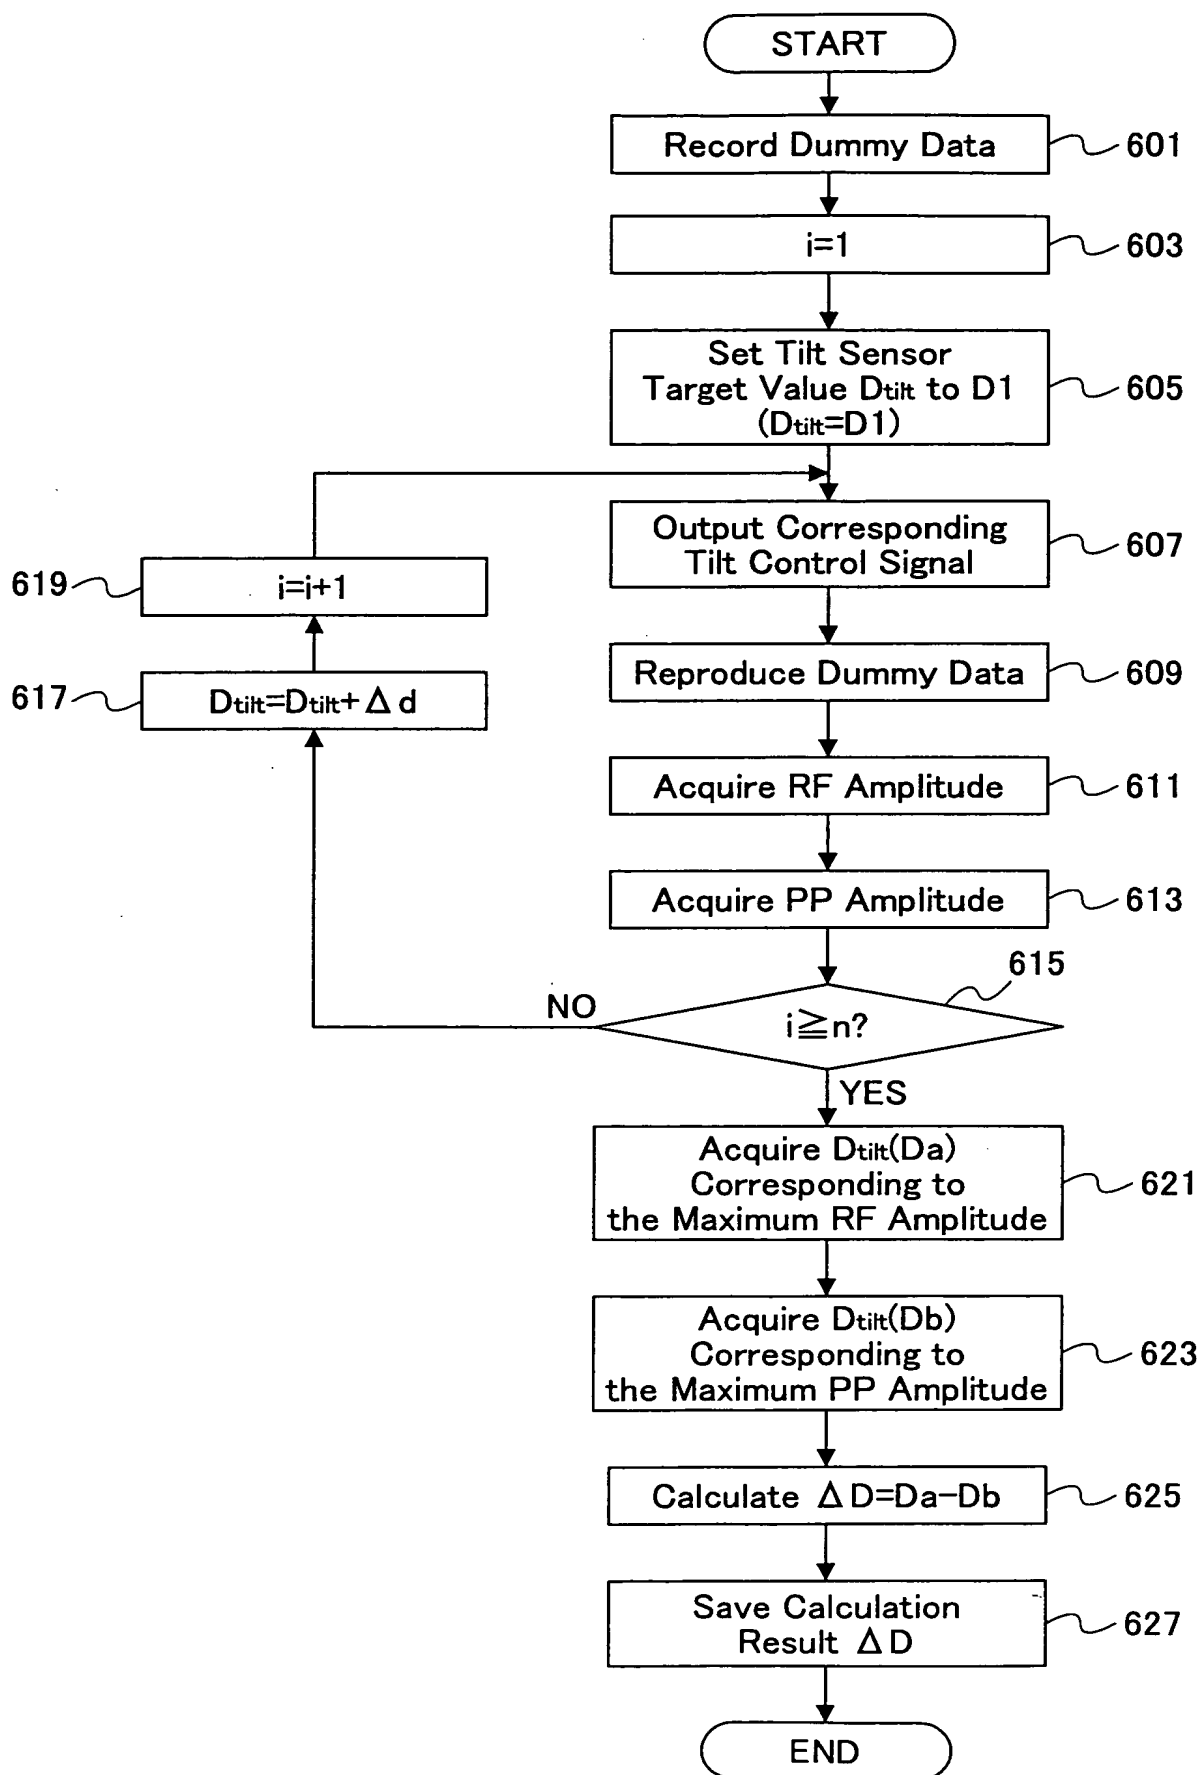 START
Record Dummy Data
601
i=1
603
Set Tilt Sensor
Target Value Dtilt to D1
(Dtilt=D1)
605
Output Corresponding
Tilt Control Signal
607
619
i=i+1
Reproduce Dummy Data
609
617
Dtilt=Dtilt+Δd
Acquire RF Amplitude
611
Acquire PP Amplitude
613
615
NO
i≧n?
YES
Acquire Dtilt(Da)
Corresponding to
the Maximum RF Amplitude
621
Acquire Dtilt(Db)
Corresponding to
the Maximum PP Amplitude
623
Calculate ΔD=Da-Db
625
Save Calculation
Result ΔD
627
END